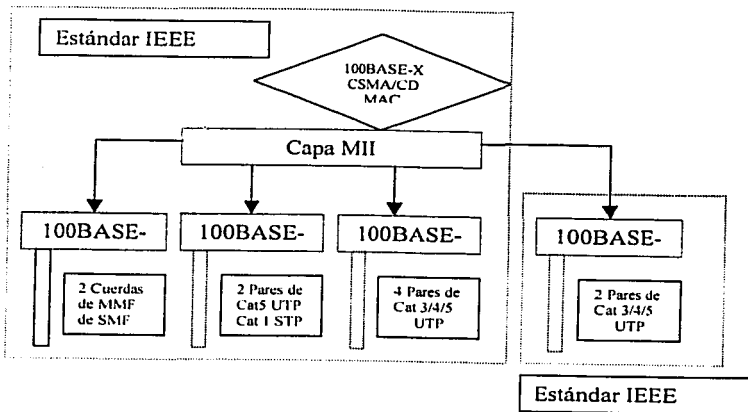 Estándar IEEE
100BASE-X
CSMA/CD
MAC
Capa MII
100BASE-
100BASE-
100BASE-
100BASE-
2 Cuerdas
de MMF
de SMF
2 Pares de
Cat5 UTP
Cat 1 STP
4 Pares de
Cat 3/4/5
UTP
2 Pares de
Cat 3/4/5
UTP
Estándar IEEE